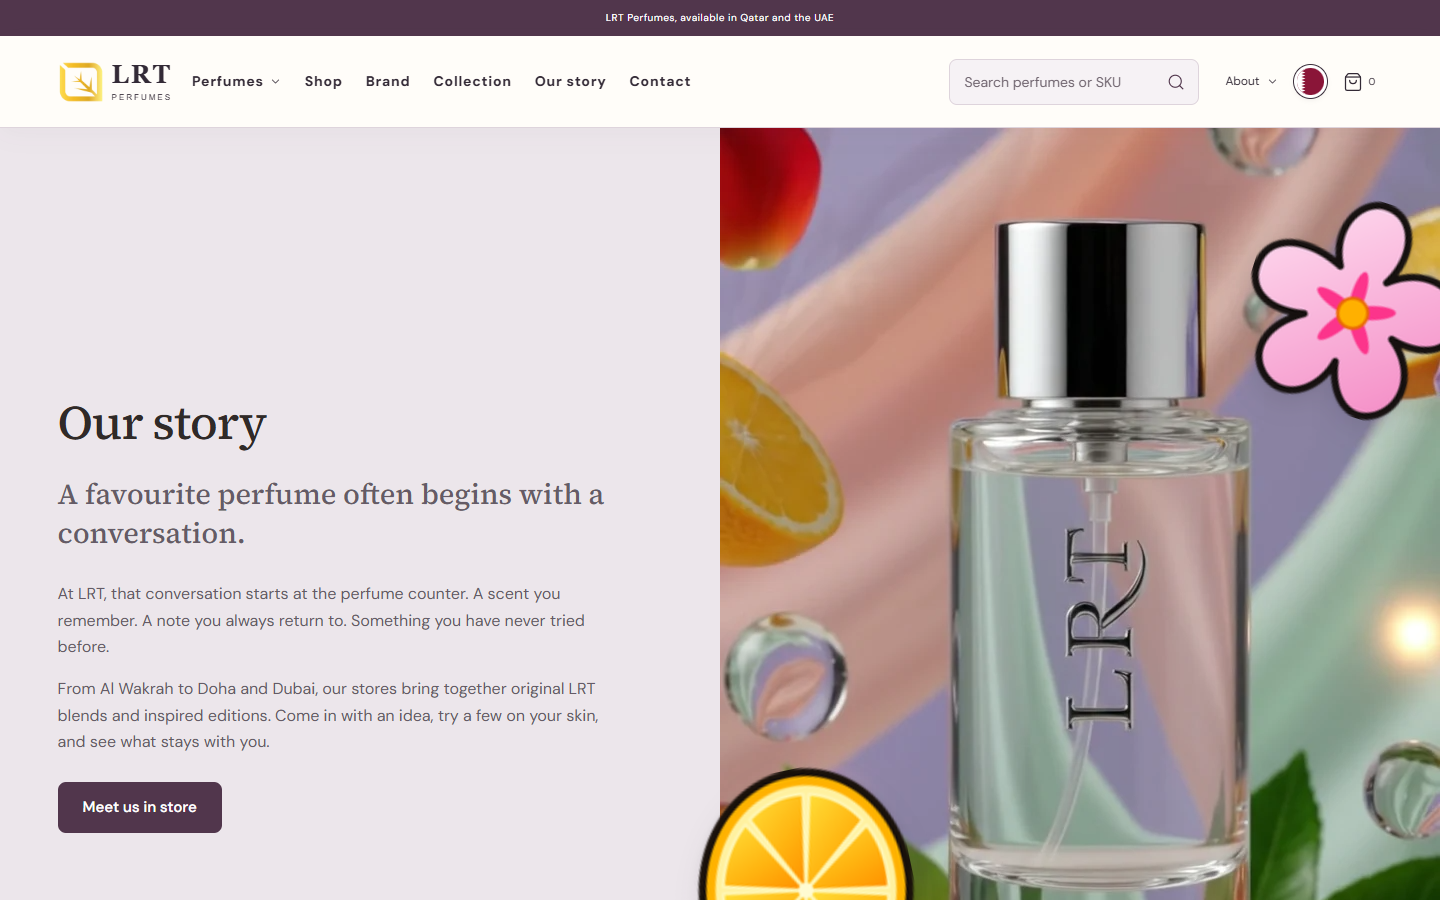 LRT Perfumes, available in Qatar and the UAE
LRT
PERFUMES
Perfumes
Shop
Brand
Collection
Our story
Contact
Search perfumes or SKU
About
0
Our story
A favourite perfume often begins with a
conversation.
At LRT, that conversation starts at the perfume counter. A scent you
remember. A note you always return to. Something you have never tried
before.
From Al Wakrah to Doha and Dubai, our stores bring together original LRT
blends and inspired editions. Come in with an idea, try a few on your skin,
and see what stays with you.
Meet us in store
LRT